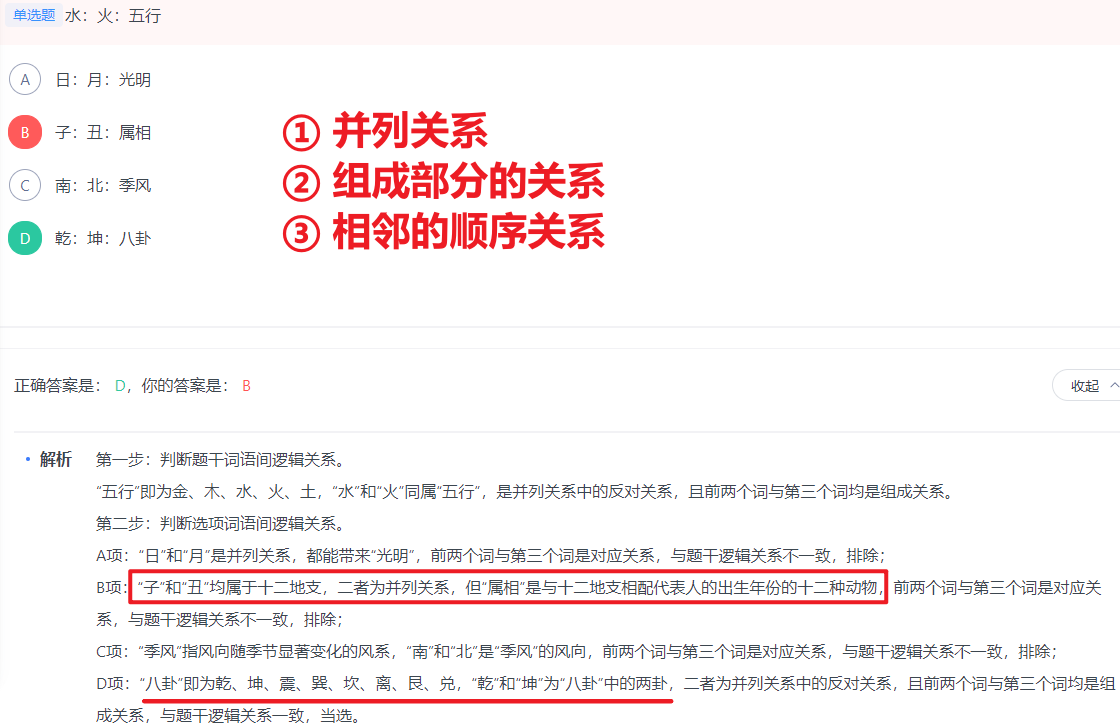 单选题 水：火：五行
A 日：月：光明
B 子：丑：属相
C 南：北：季风
D 乾：坤：八卦
① 并列关系
② 组成部分的关系
③ 相邻的顺序关系
正确答案是： D，你的答案是： B
收起
• 解析 第一步：判断题干词语间逻辑关系。
“五行”即为金、木、水、火、土，“水”和“火”同属“五行”，是并列关系中的反对关系，且前两个词与第三个词均是组成关系。
第二步：判断选项词语间逻辑关系。
A项：“日”和“月”是并列关系，都能带来“光明”，前两个词与第三个词是对应关系，与题干逻辑关系不一致，排除；
B项：“子”和“丑”均属于十二地支，二者为并列关系，但“属相”是与十二地支相配代表人的出生年份的十二种动物，前两个词与第三个词是对应关
系，与题干逻辑关系不一致，排除；
C项：“季风”指风向随季节显著变化的风系，“南”和“北”是“季风”的风向，前两个词与第三个词是对应关系，与题干逻辑关系不一致，排除；
D项：“八卦”即为乾、坤、震、巽、坎、离、艮、兑，“乾”和“坤”为“八卦”中的两卦，二者为并列关系中的反对关系，且前两个词与第三个词均是组
成关系，与题干逻辑关系一致，当选。